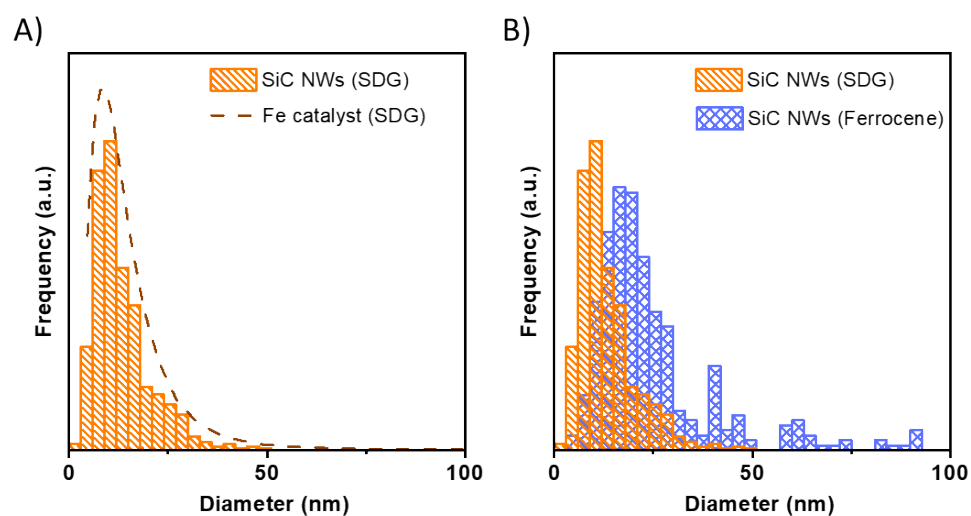 A)
SiC NWs (SDG)
Fe catalyst (SDG)
Frequency (a.u.)
0
50
100
Diameter (nm)
B)
SiC NWs (SDG)
SiC NWs (Ferrocene)
Frequency (a.u.)
0
50
100
Diameter (nm)